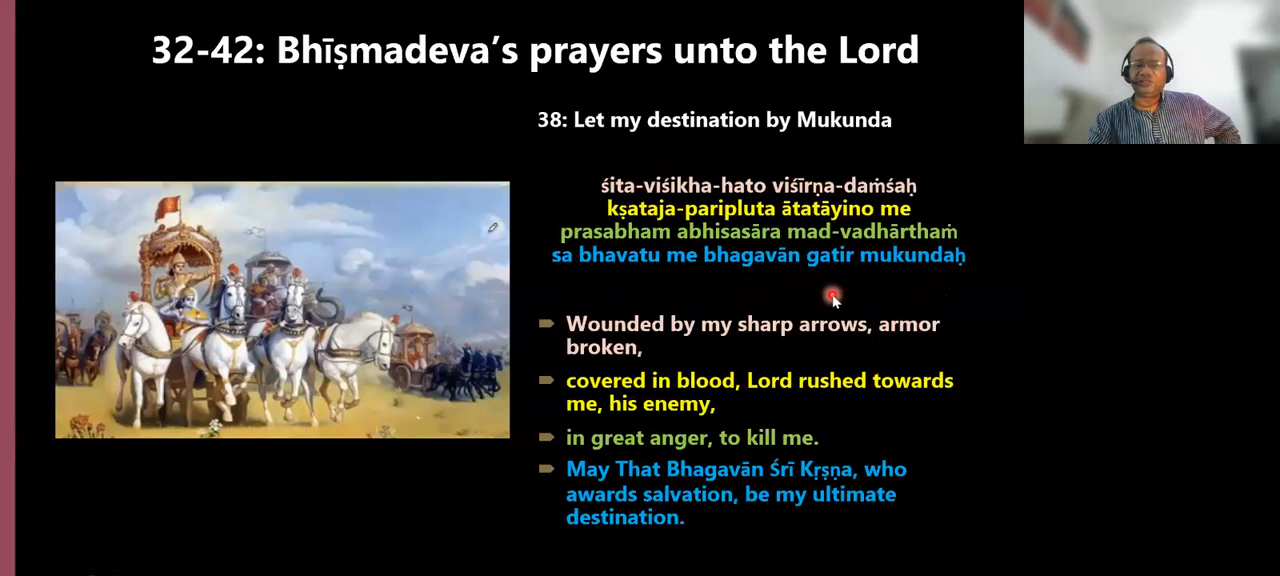 32-42: Bhīṣmadeva’s prayers unto the Lord
38: Let my destination by Mukunda
śita-viśikha-hato viśīrṇa-daṁśaḥ
kṣataja-paripluta ātatāyino me
prasabham abhisasāra mad-vadhārthaṁ
sa bhavatu me bhagavān gatir mukundaḥ
Wounded by my sharp arrows, armor
broken,
covered in blood, Lord rushed towards
me, his enemy,
in great anger, to kill me.
May That Bhagavān Śrī Kṛṣṇa, who
awards salvation, be my ultimate
destination.